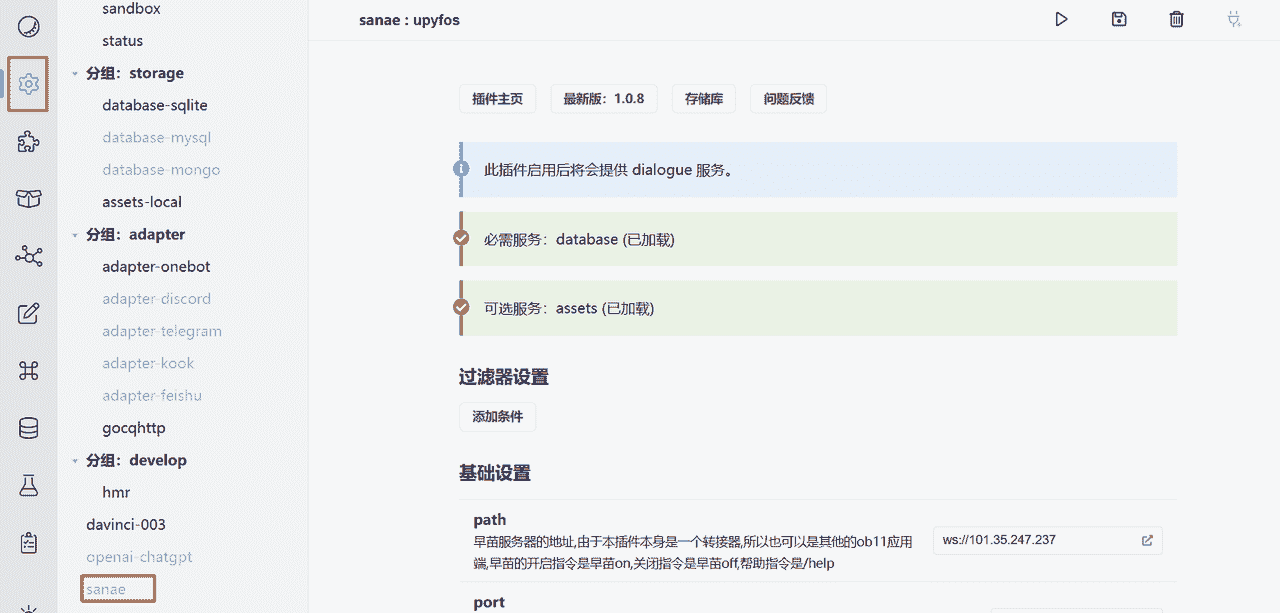 sandbox
status
分组：storage
database-sqlite
database-mysql
database-mongo
assets-local
分组：adapter
adapter-onebot
adapter-discord
adapter-telegram
adapter-kook
adapter-feishu
gocqhttp
分组：develop
hmr
davinci-003
openai-chatgpt
sanae
sanae : upyfos
插件主页 最新版：1.0.8 存储库 问题反馈
此插件启用后将会提供 dialogue 服务。
必需服务：database (已加载)
可选服务：assets (已加载)
过滤器设置
添加条件
基础设置
path
早苗服务器的地址,由于本插件本身是一个转接器,所以也可以是其他的ob11应用
端,早苗的开启指令是早苗on,关闭指令是早苗off,帮助指令是/help
ws://101.35.247.237
port